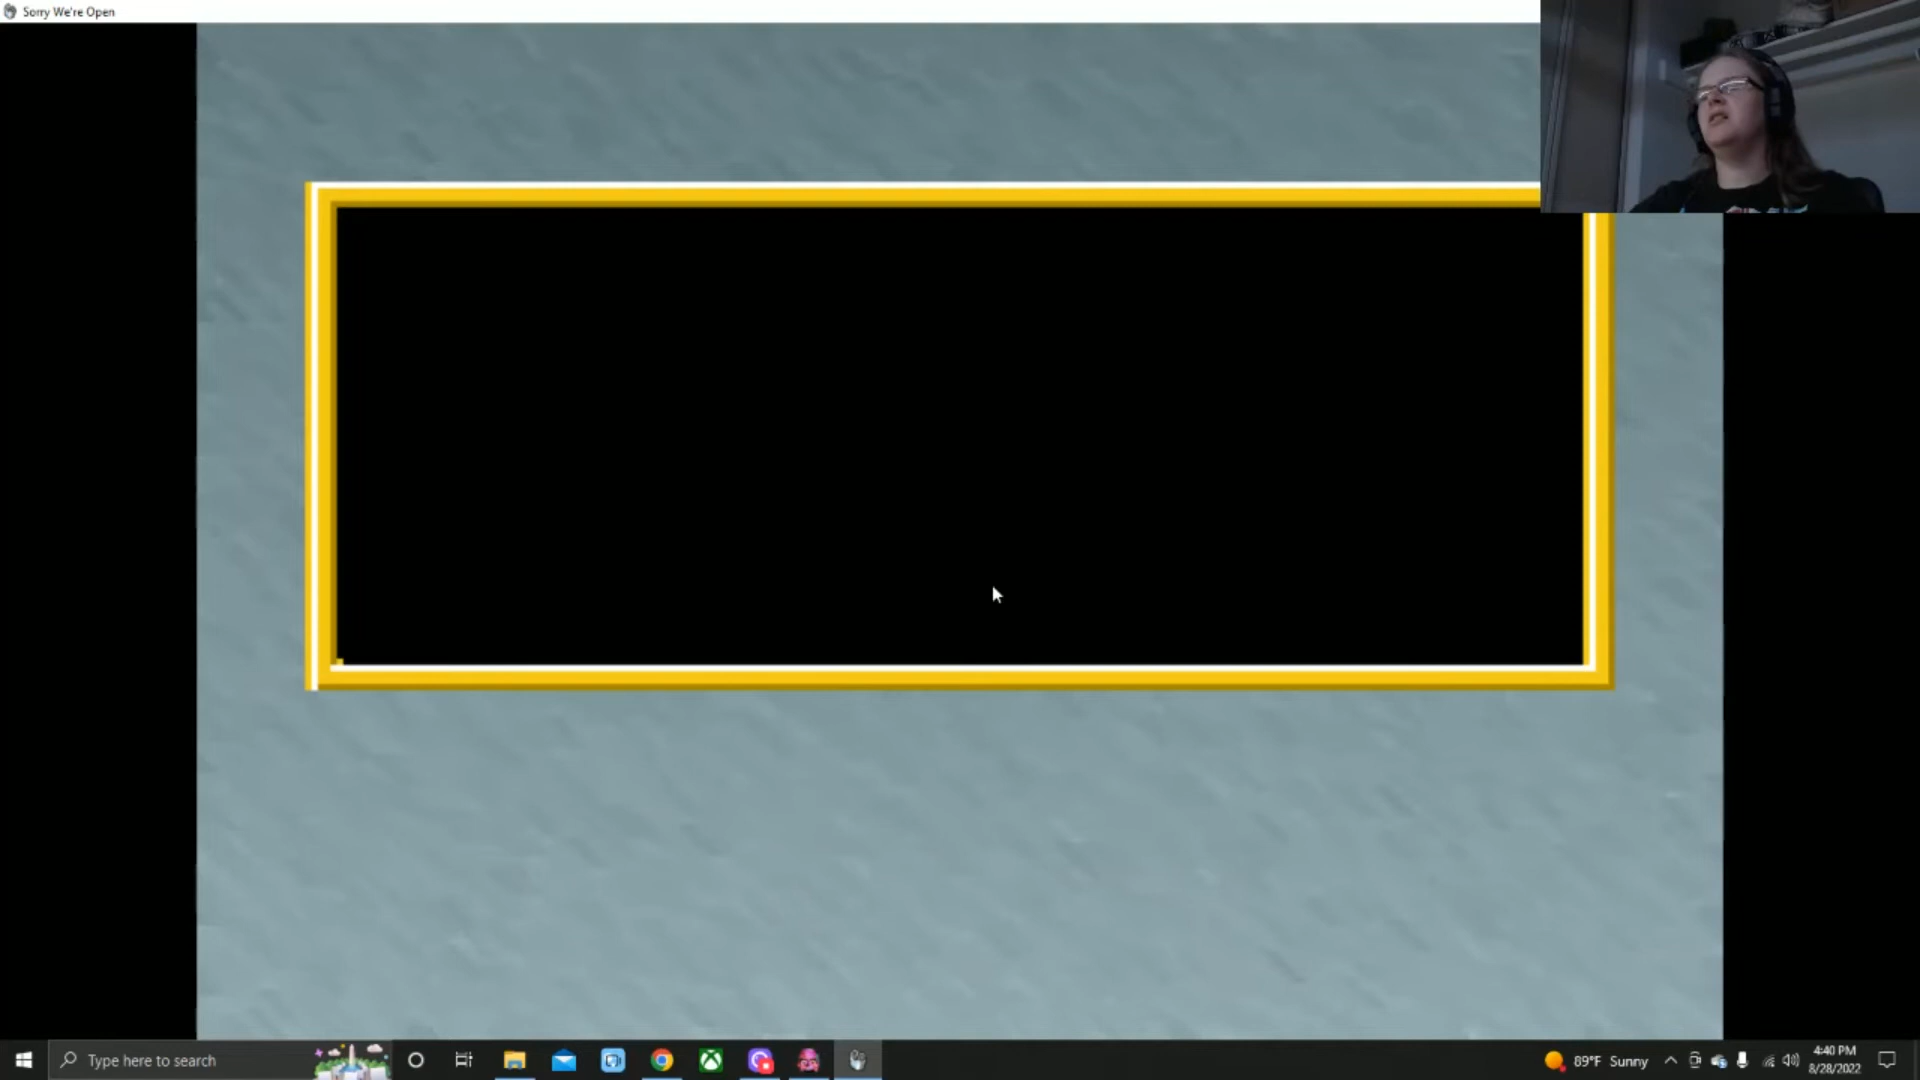 Sorry We're Open
Type here to search
89°F Sunny
4:40 PM
8/28/2022